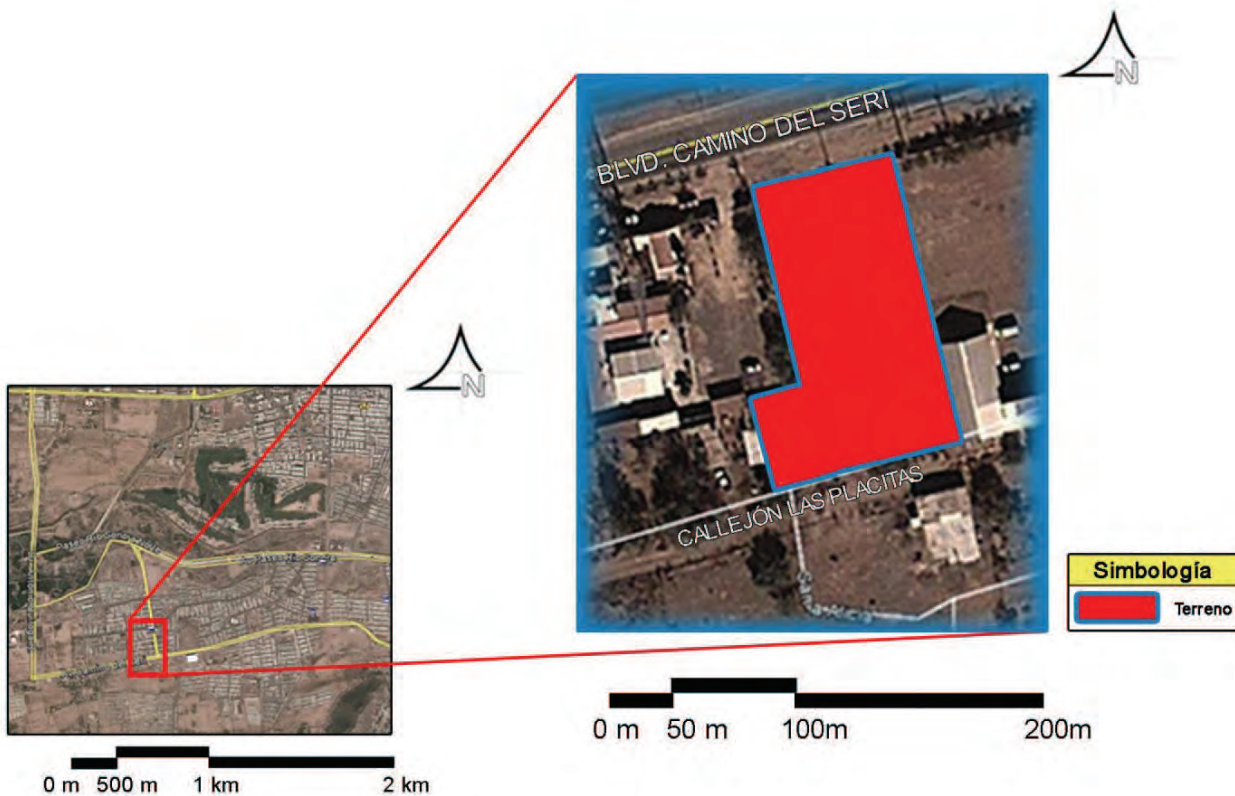 N
BLVD. CAMINO DEL SERI
CALLEJÓN LAS PLACITAS
N
Simbología
Terreno
0 m 50 m 100m 200m
0 m 500 m 1 km 2 km